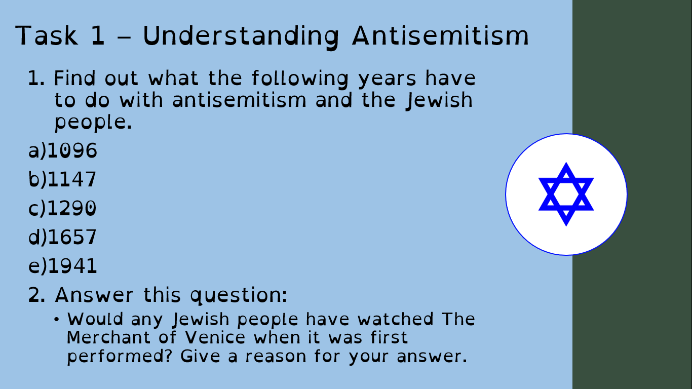 Task 1 – Understanding Antisemitism
1. Find out what the following years have
to do with antisemitism and the Jewish
people.
a)1096
b)1147
c)1290
d)1657
e)1941
2. Answer this question:
• Would any Jewish people have watched The
Merchant of Venice when it was first
performed? Give a reason for your answer.